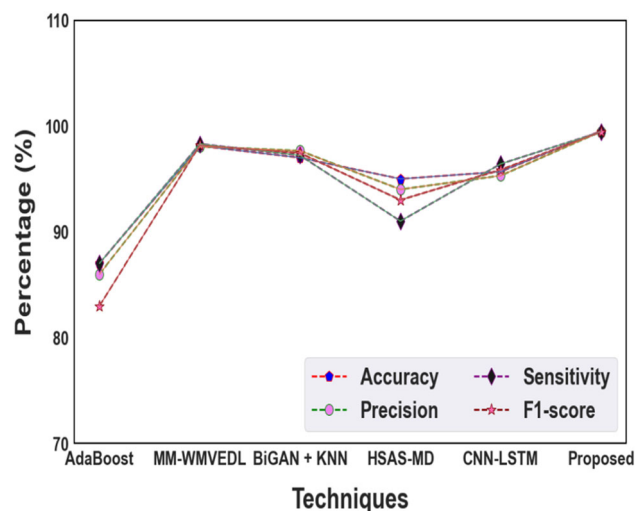 110
100
90
80
70
Percentage (%)
Accuracy
Sensitivity
Precision
F1-score
AdaBoost
MM-WMVEDL
BiGAN + KNN
HSAS-MD
CNN-LSTM
Proposed
Techniques